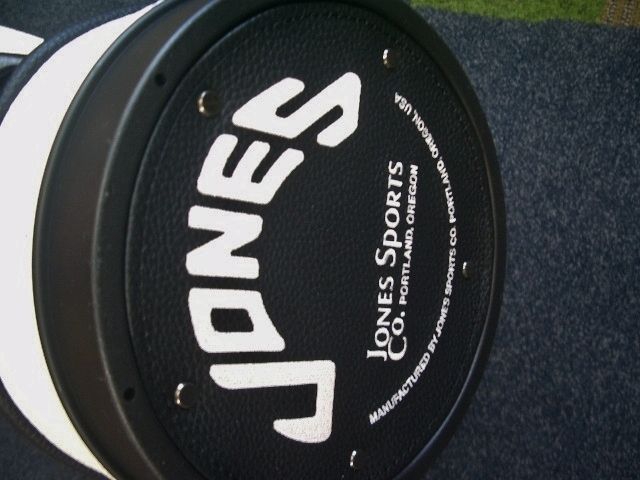 JONES
JONES SPORTS
CO. PORTLAND, OREGON
MANUFACTURED BY JONES SPORTS CO. PORTLAND, OREGON, USA